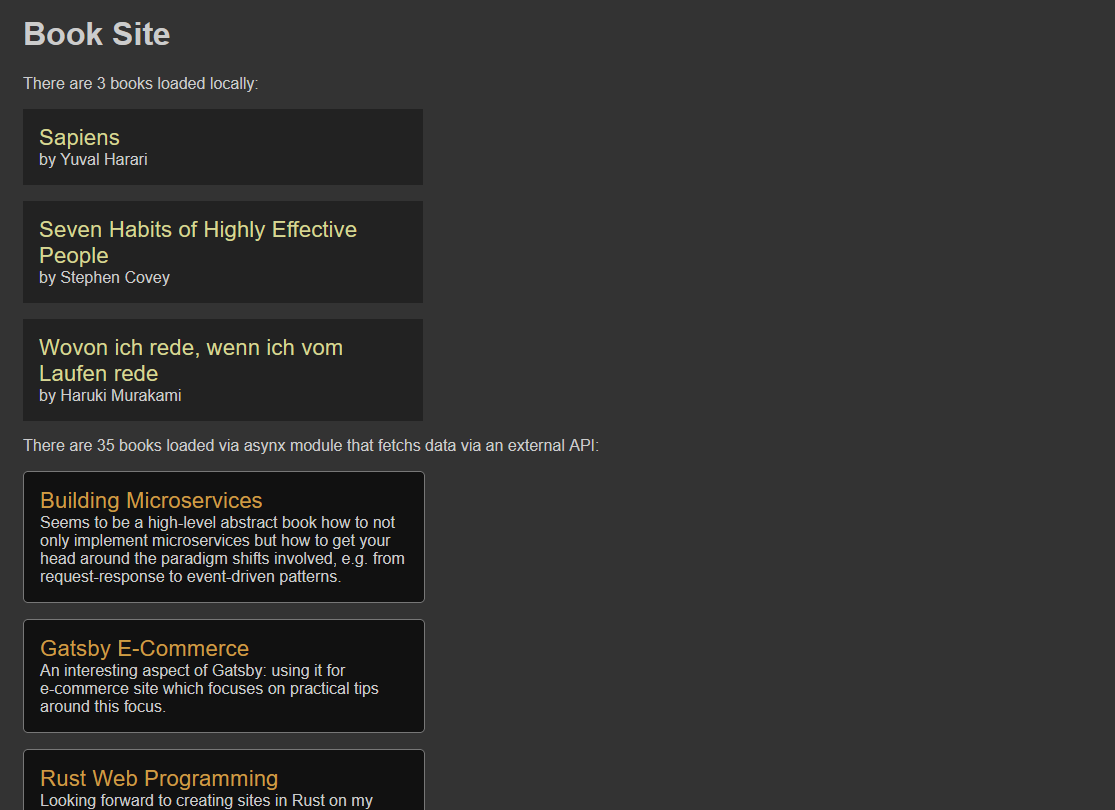 Book Site
There are 3 books loaded locally:
Sapiens
by Yuval Harari
Seven Habits of Highly Effective
People
by Stephen Covey
Wovon ich rede, wenn ich vom
Laufen rede
by Haruki Murakami
There are 35 books loaded via asynx module that fetchs data via an external API:
Building Microservices
Seems to be a high-level abstract book how to not
only implement microservices but how to get your
head around the paradigm shifts involved, e.g. from
request-response to event-driven patterns.
Gatsby E-Commerce
An interesting aspect of Gatsby: using it for
e-commerce site which focuses on practical tips
around this focus.
Rust Web Programming
Looking forward to creating sites in Rust on my